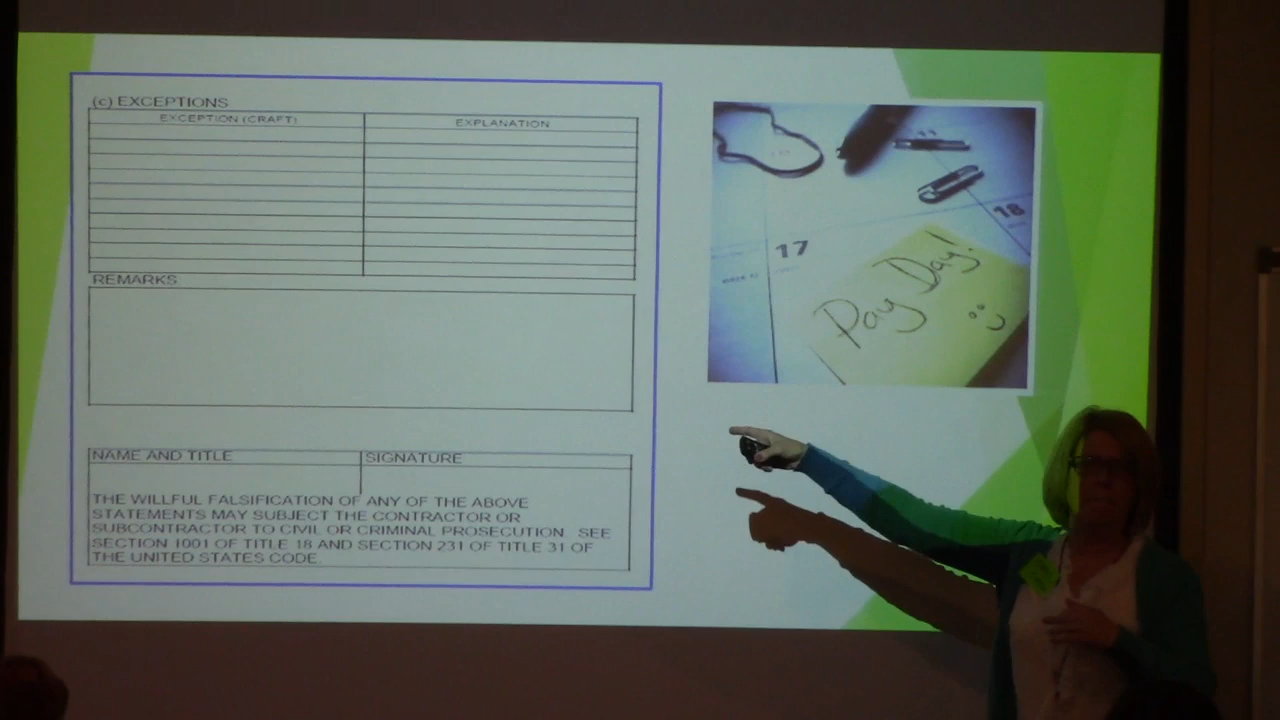 (c) EXCEPTIONS
EXCEPTION (CRAFT) EXPLANATION
REMARKS
NAME AND TITLE SIGNATURE
THE WILLFUL FALSIFICATION OF ANY OF THE ABOVE
STATEMENTS MAY SUBJECT THE CONTRACTOR OR
SUBCONTRACTOR TO CIVIL OR CRIMINAL PROSECUTION. SEE
SECTION 1001 OF TITLE 18 AND SECTION 231 OF TITLE 31 OF
THE UNITED STATES CODE.
17
18
Pay Day!